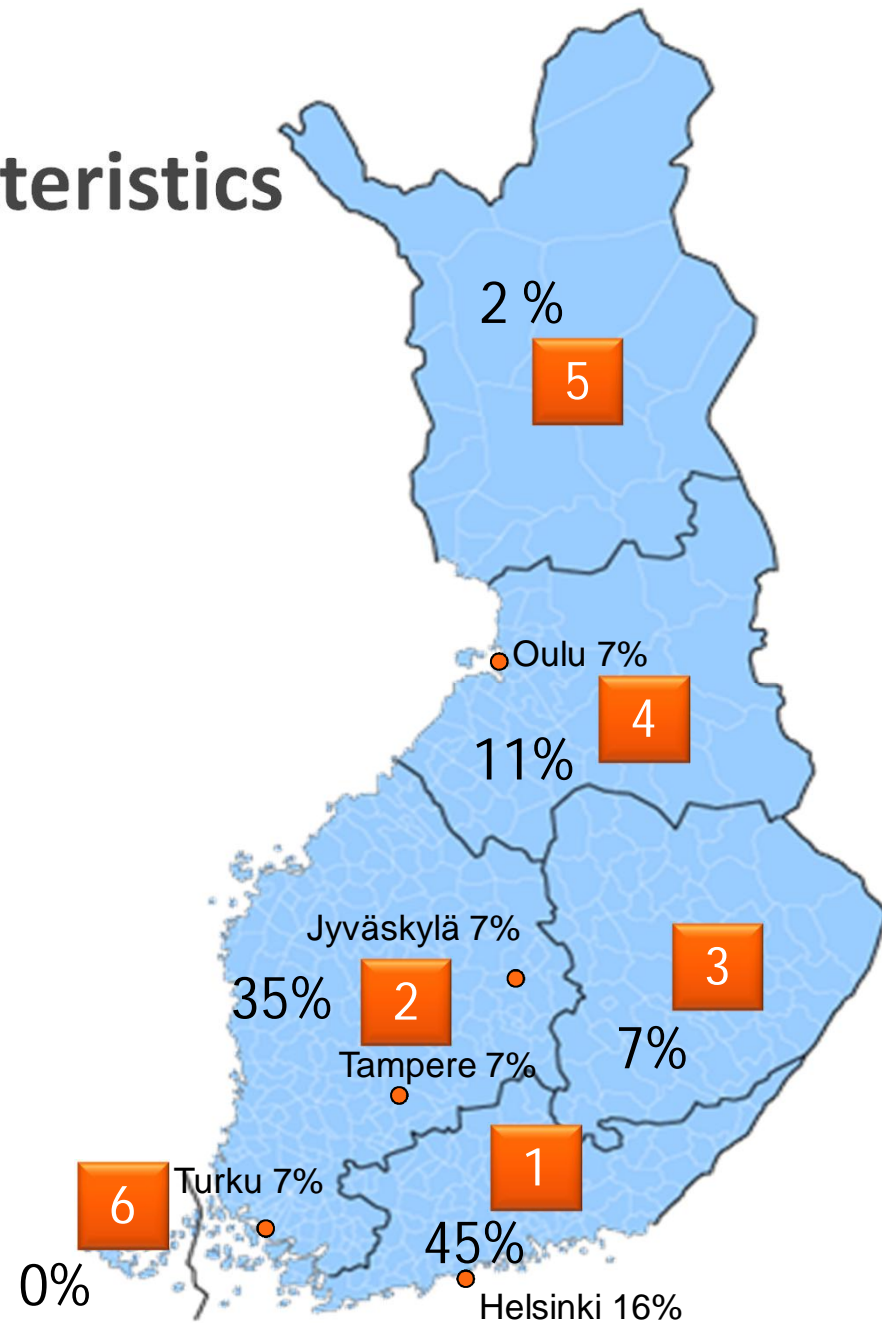 teristics
2 %
5
Oulu 7%
4
11%
Jyväskylä 7%
3
35%
2
7%
Tampere 7%
1
Turku 7%
6
45%
0%
Helsinki 16%